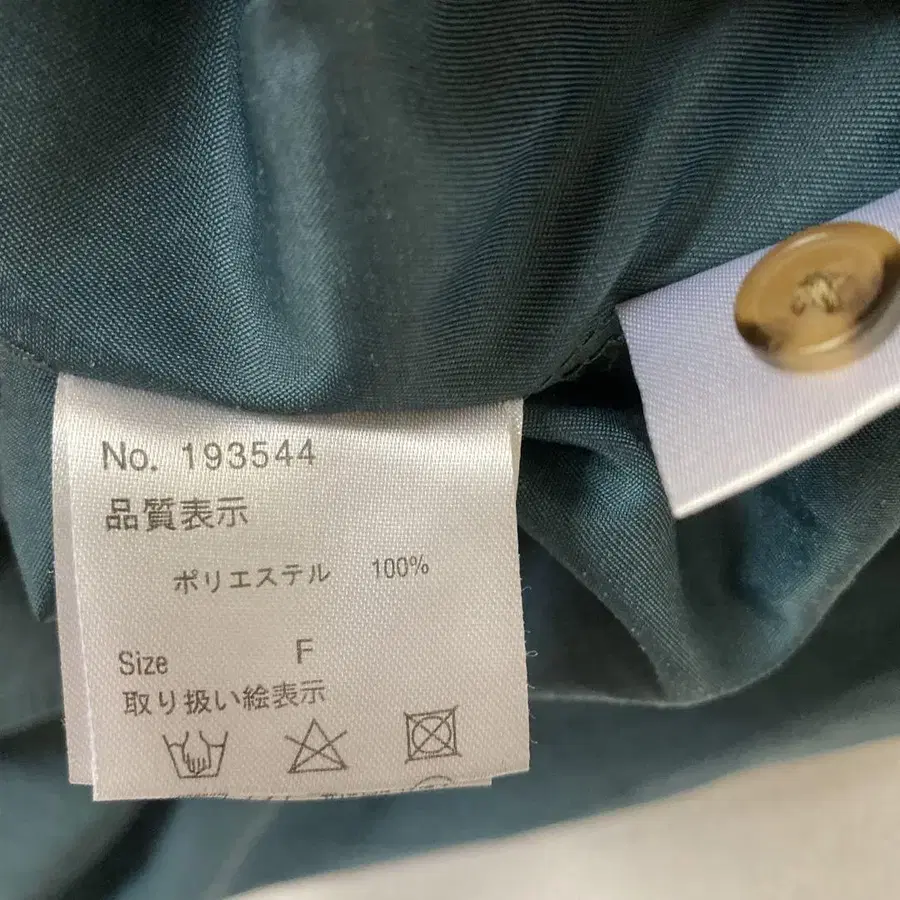 No. 193544
品質表示
ポリエステル 100%
Size F
取り扱い絵表示